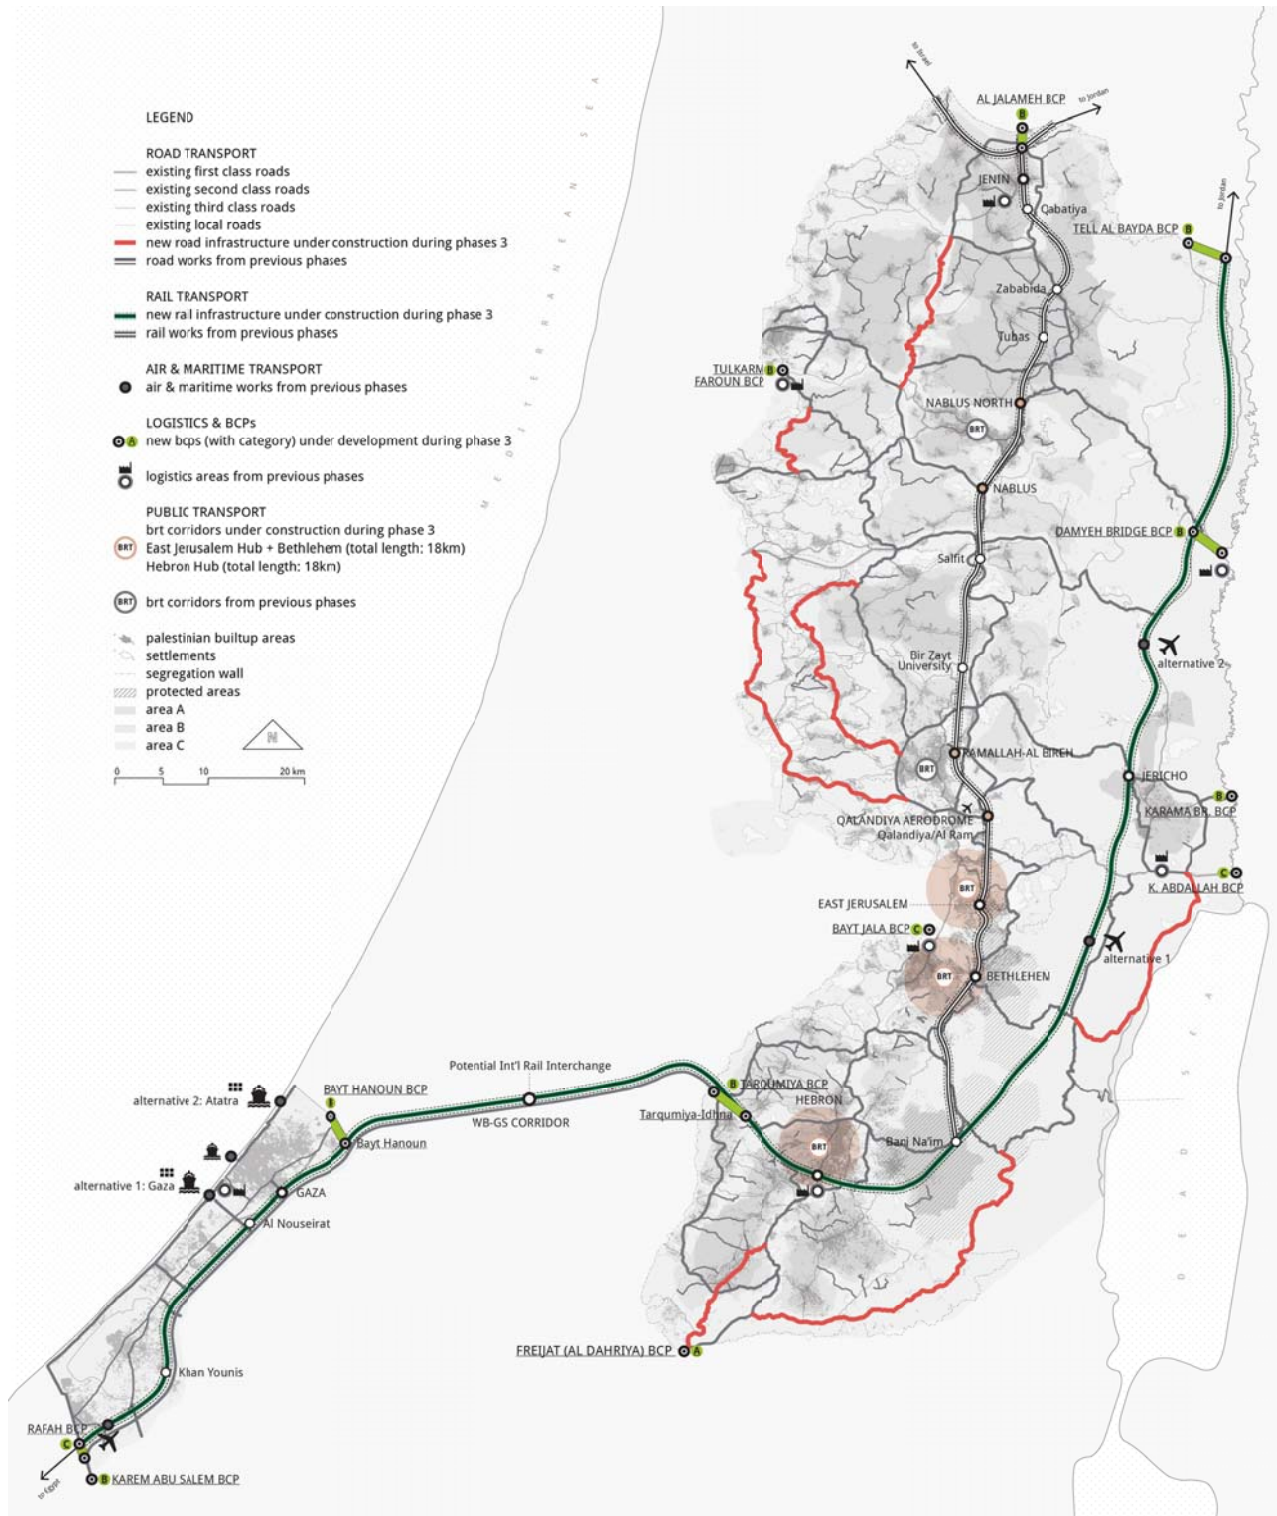 LEGEND
ROAD TRANSPORT
existing first class roads
existing second class roads
existing third class roads
existing local roads
new road infrastructure under construction during phases 3
road works from previous phases
RAIL TRANSPORT
new rail infrastructure under construction during phase 3
rail works from previous phases
AIR & MARITIME TRANSPORT
air & maritime works from previous phases
LOGISTICS & BCPs
A new bcps (with category) under development during phase 3
logistics areas from previous phases
PUBLIC TRANSPORT
brt corridors under construction during phase 3
BRT East Jerusalem Hub + Bethlehem (total length: 18km)
Hebron Hub (total length: 18km)
BRT brt corridors from previous phases
palestinian builtup areas
settlements
segregation wall
protected areas
area A
area B
area C
N
0 5 10 20 km
MEDITERRANEAN SEA
to Israel
AL JALAMEH BCP
to Jordan
B
JENIN
Qabatiya
to Jordan
TELL AL BAYDA BCP B
Zababida
Tubas
TULKARM B
FAROUN BCP
NABLUS NORTH
BRT
NABLUS
DAMYEH BRIDGE BCP B
Salfit
Bir Zayt
University
alternative 2
RAMALLAH-AL BIREH
BRT
JERICHO
B
KARAMA BR. BCP
QALANDIYA AERODROME
Qalandiya/Al Ram
C
K. ABDALLAH BCP
BRT
EAST JERUSALEM
BAYT JALA BCP C
alternative 1
BRT
BETHLEHEN
DEAD SEA
Potential Int'l Rail Interchange
WB-GS CORRIDOR
B TARQUMIYA BCP
HEBRON
Tarqumiya-Idhna
BRT
Bani Na'im
BAYT HANOUN BCP
alternative 2: Atatra
Bayt Hanoun
alternative 1: Gaza
GAZA
Al Nouseirat
FREIJAT (AL DAHRIYA) BCP A
Khan Younis
RAFAH BCP
C
B KAREM ABU SALEM BCP
to Egypt